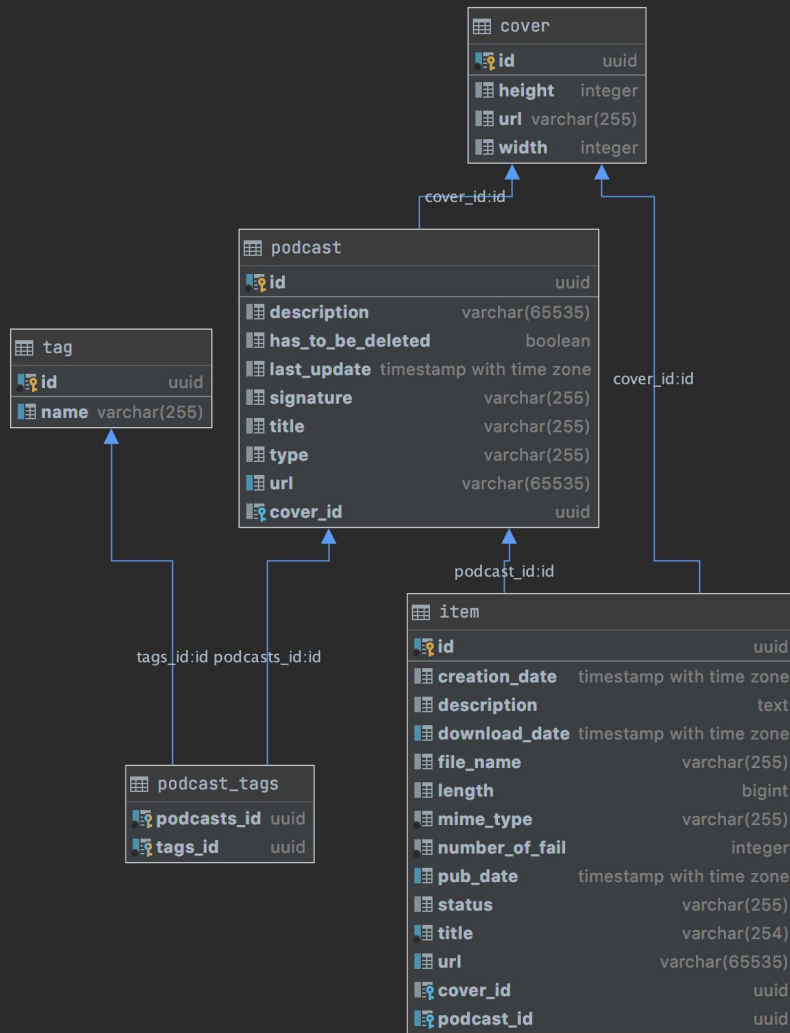 cover
id uuid
height integer
url varchar(255)
width integer
cover_id:id
podcast
id uuid
description varchar(65535)
has_to_be_deleted boolean
last_update timestamp with time zone
signature varchar(255)
title varchar(255)
type varchar(255)
url varchar(65535)
cover_id uuid
tag
id uuid
name varchar(255)
cover_id:id
podcast_id:id
item
id uuid
creation_date timestamp with time zone
description text
download_date timestamp with time zone
file_name varchar(255)
length bigint
mime_type varchar(255)
number_of_fail integer
pub_date timestamp with time zone
status varchar(255)
title varchar(254)
url varchar(65535)
cover_id uuid
podcast_id uuid
tags_id:id podcasts_id:id
podcast_tags
podcasts_id uuid
tags_id uuid